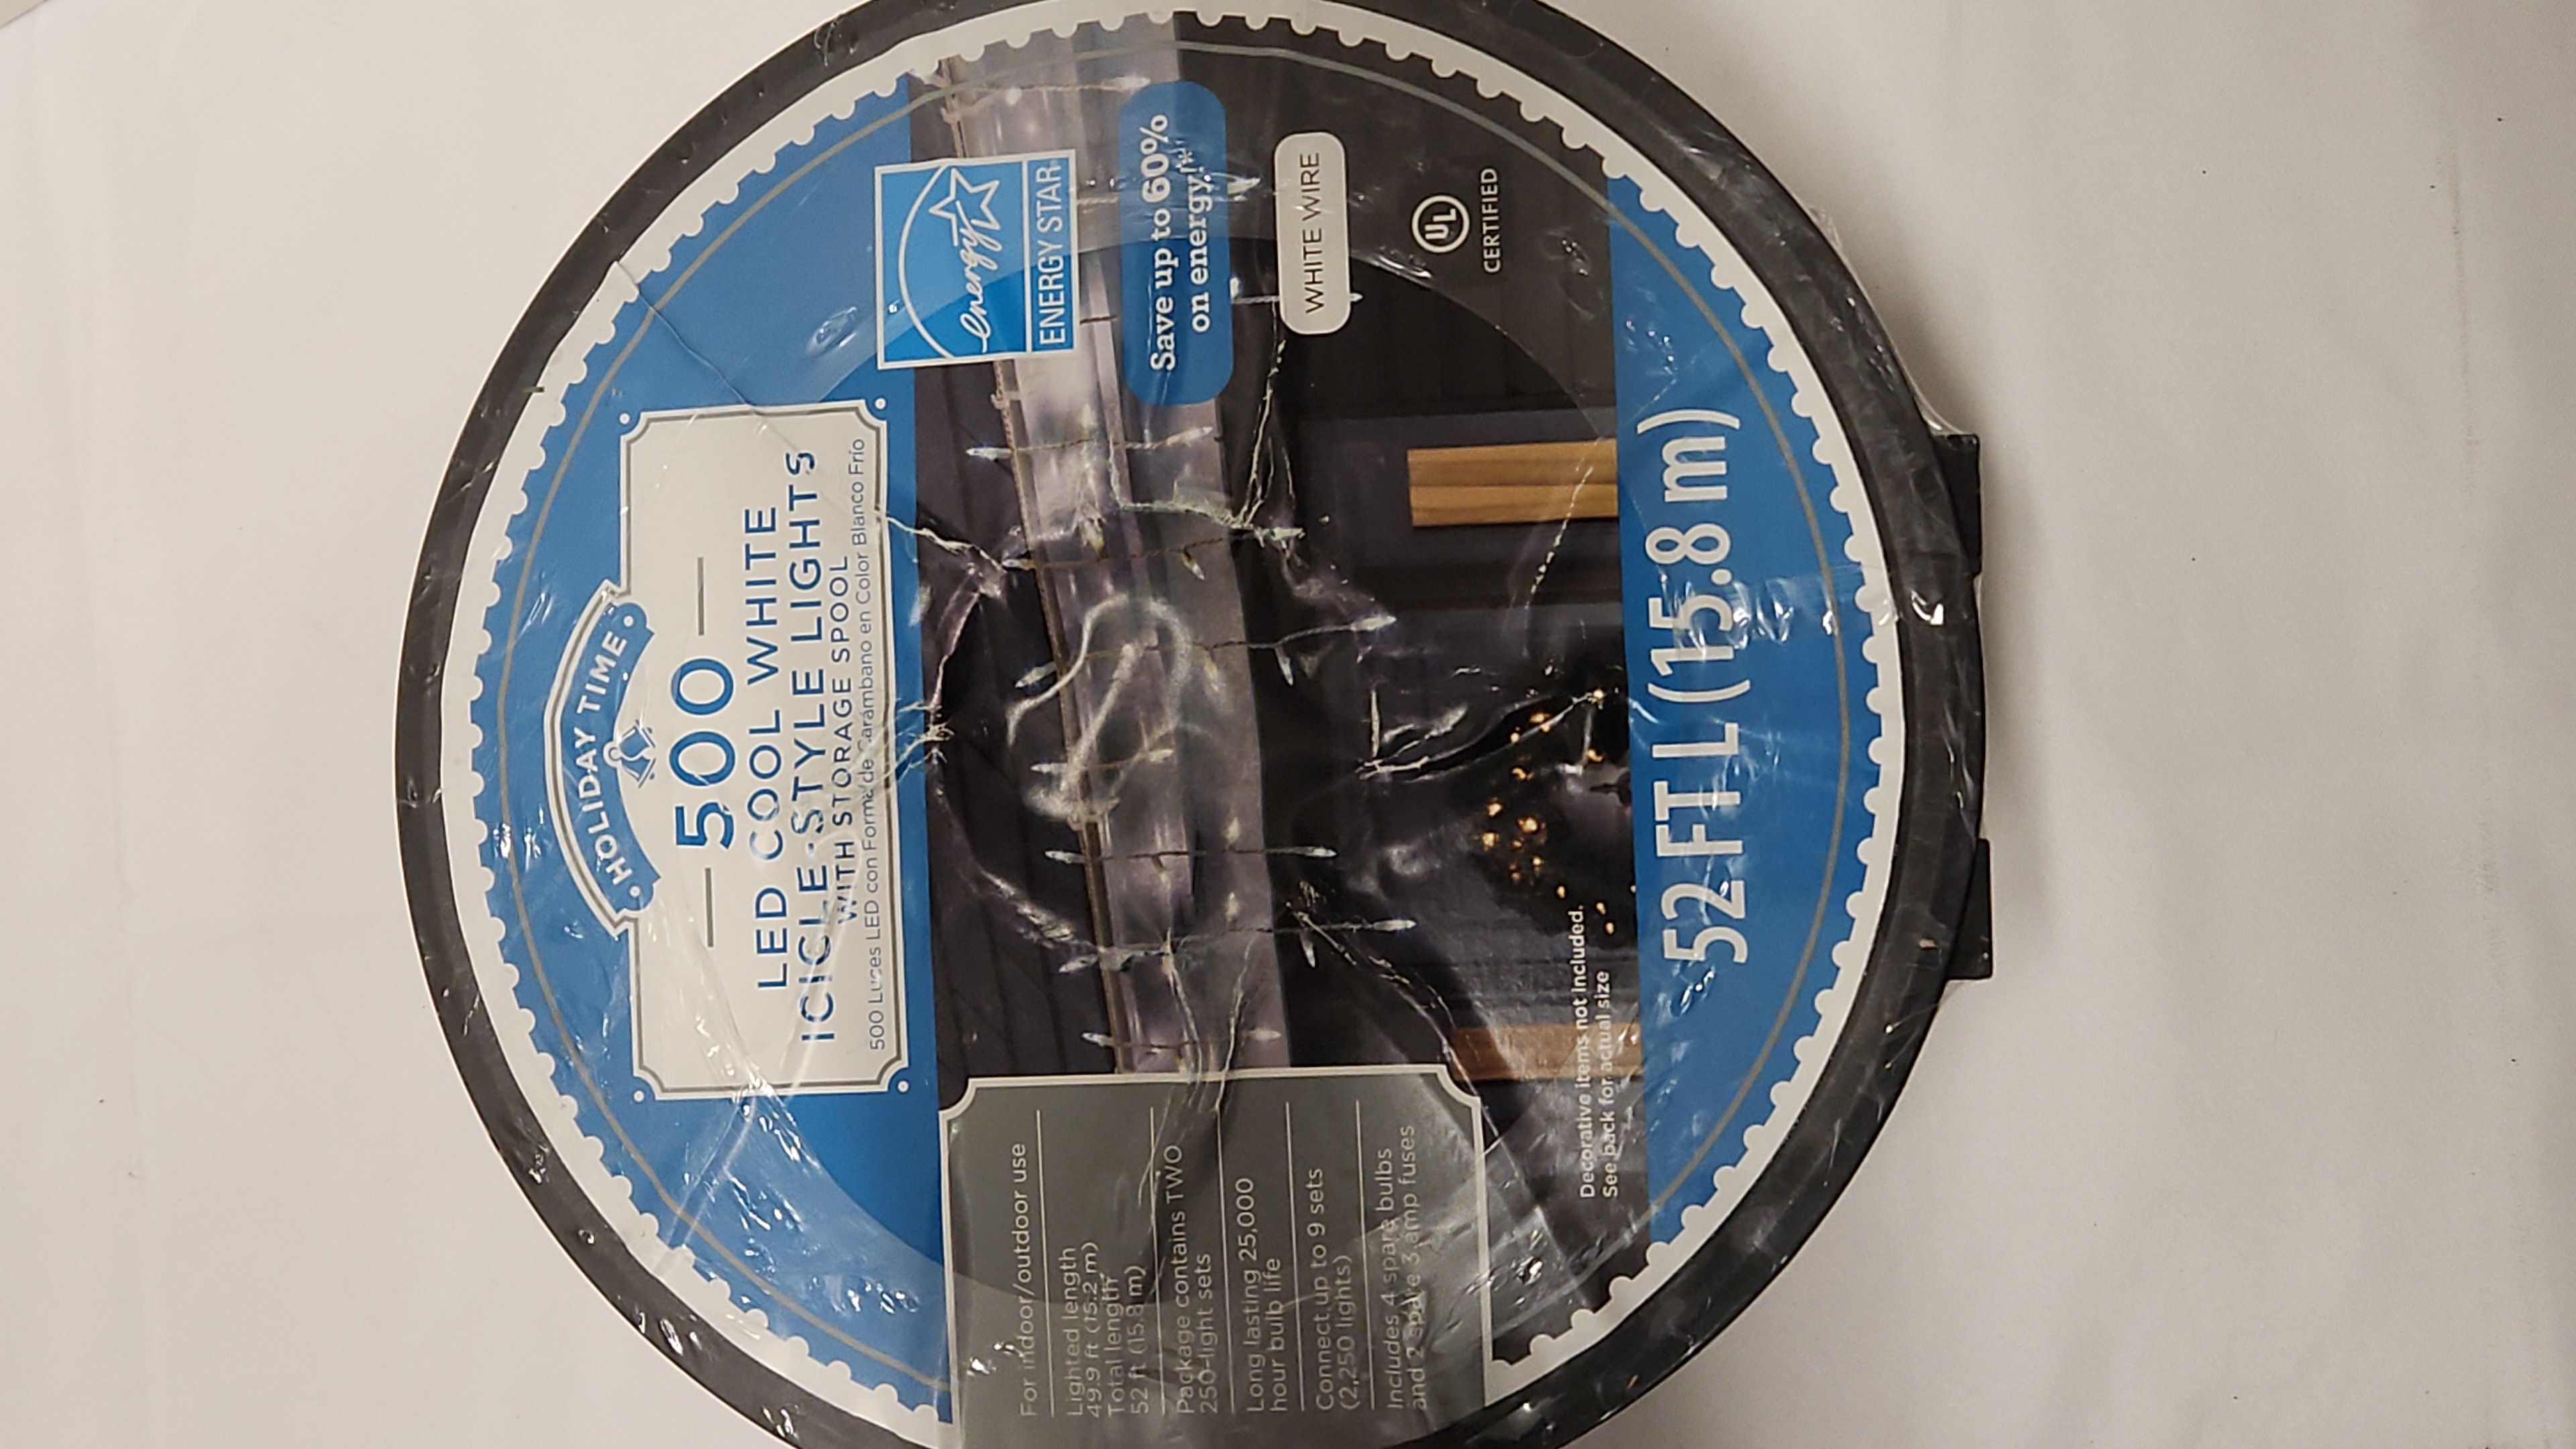 HOLIDAY TIME
500
LED COOL WHITE
ICICLE-STYLE LIGHTS
WITH STORAGE SPOOL
500 Luces LED con Forma de Carámbano en Color Blanco Frío
energy
ENERGY STAR
Save up to 60%
on energy!*
WHITE WIRE
UL
CERTIFIED
For indoor/outdoor use
Lighted length
49.9 ft (15.2 m)
Total length
52 ft (15.8 m)
Package contains TWO
250-light sets
Long lasting 25,000
hour bulb life
Connect up to 9 sets
(2,250 lights)
Includes 4 spare bulbs
and 2 spare 3 amp fuses
Decorative items not included.
See back for actual size
52 FT L (15.8 m)